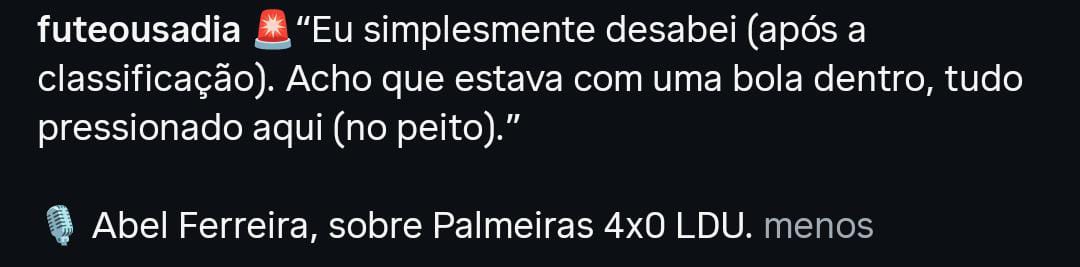 futeousadia 🚨“Eu simplesmente desabei (após a
classificação). Acho que estava com uma bola dentro, tudo
pressionado aqui (no peito).”
🎙️ Abel Ferreira, sobre Palmeiras 4x0 LDU. menos